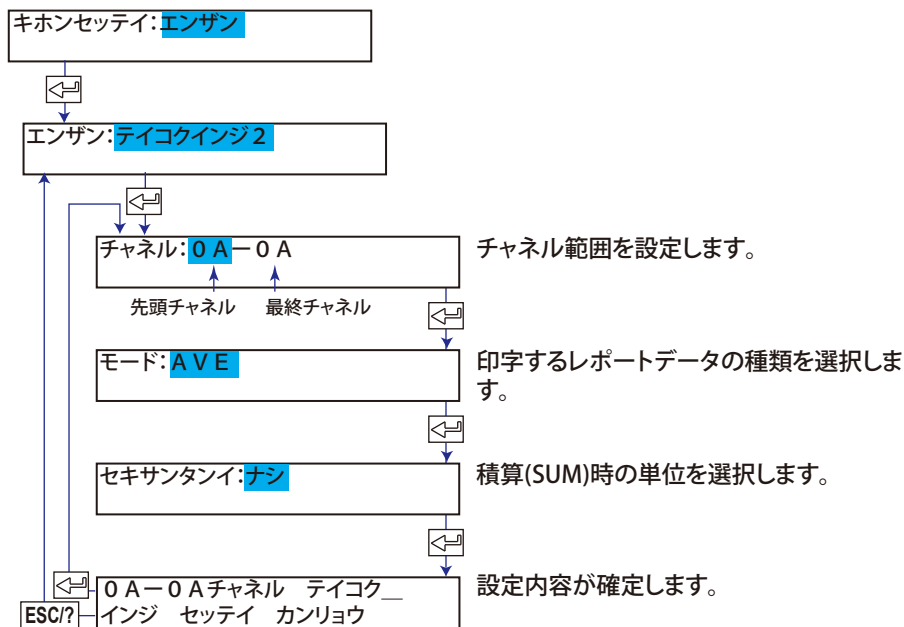 キホンセッテイ：エンザン
エンザン：テイコクインジ２
チャネル：０Ａ－０Ａ
チャネル範囲を設定します。
先頭チャネル 最終チャネル
モード：ＡＶＥ
印字するレポートデータの種類を選択しま
す。
セキサンタンイ：ナシ
積算(SUM)時の単位を選択します。
０Ａ－０Ａチャネル　テイコク＿
設定内容が確定します。
ESC/?
インジ　セッテイ　カンリョウ